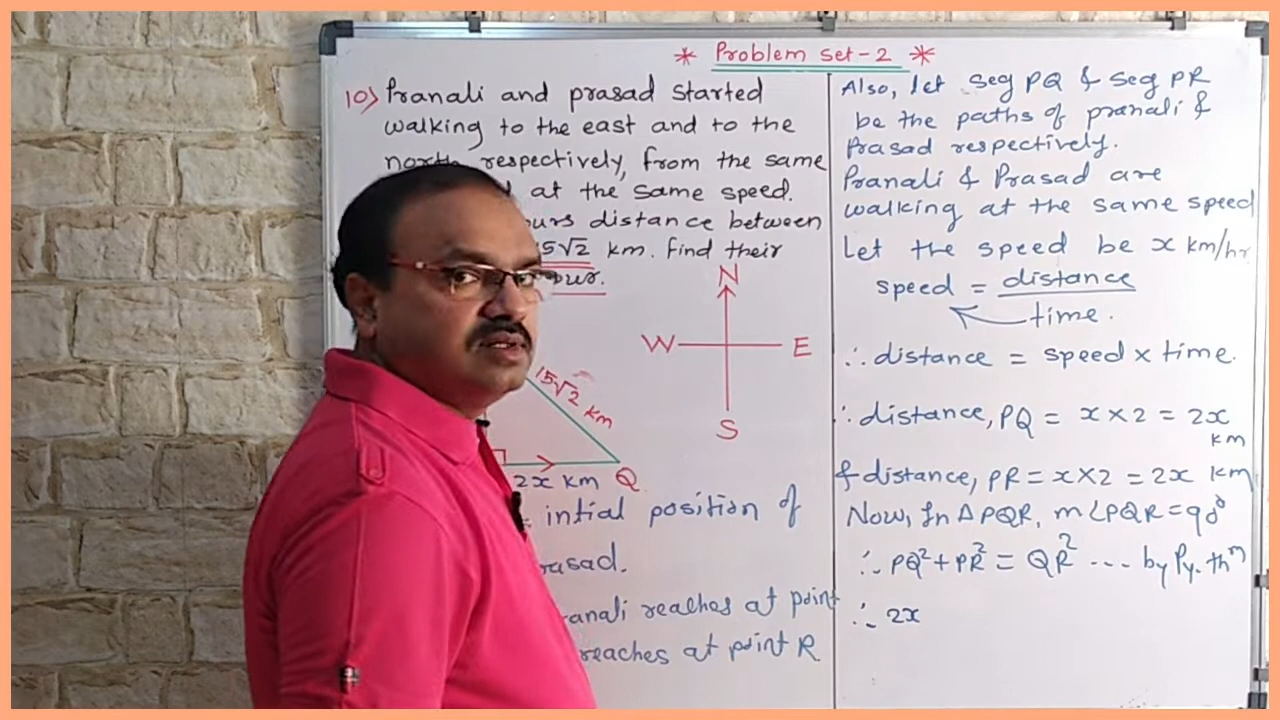 * Problem set-2 *
10) Pranali and prasad started
walking to the east and to the
north respectively, from the same
at the same speed.
distance between
15√2 km. find their
N
W E
S
15√2 km
2x km Q
= intial position of
reaches at point
reaches at point R
Also, let seg PQ & seg PR
be the paths of pranali &
Prasad respectively.
Pranali & Prasad are
walking at the same speed
Let the speed be x km/hr
speed = distance
time.
∴ distance = speed × time.
∴ distance, PQ = x × 2 = 2x
km
& distance, PR = x × 2 = 2x km
Now, In △PQR, m∠PQR = 90°
∴ PQ² + PR² = QR² ... by Py. thⁿ
∴ 2x